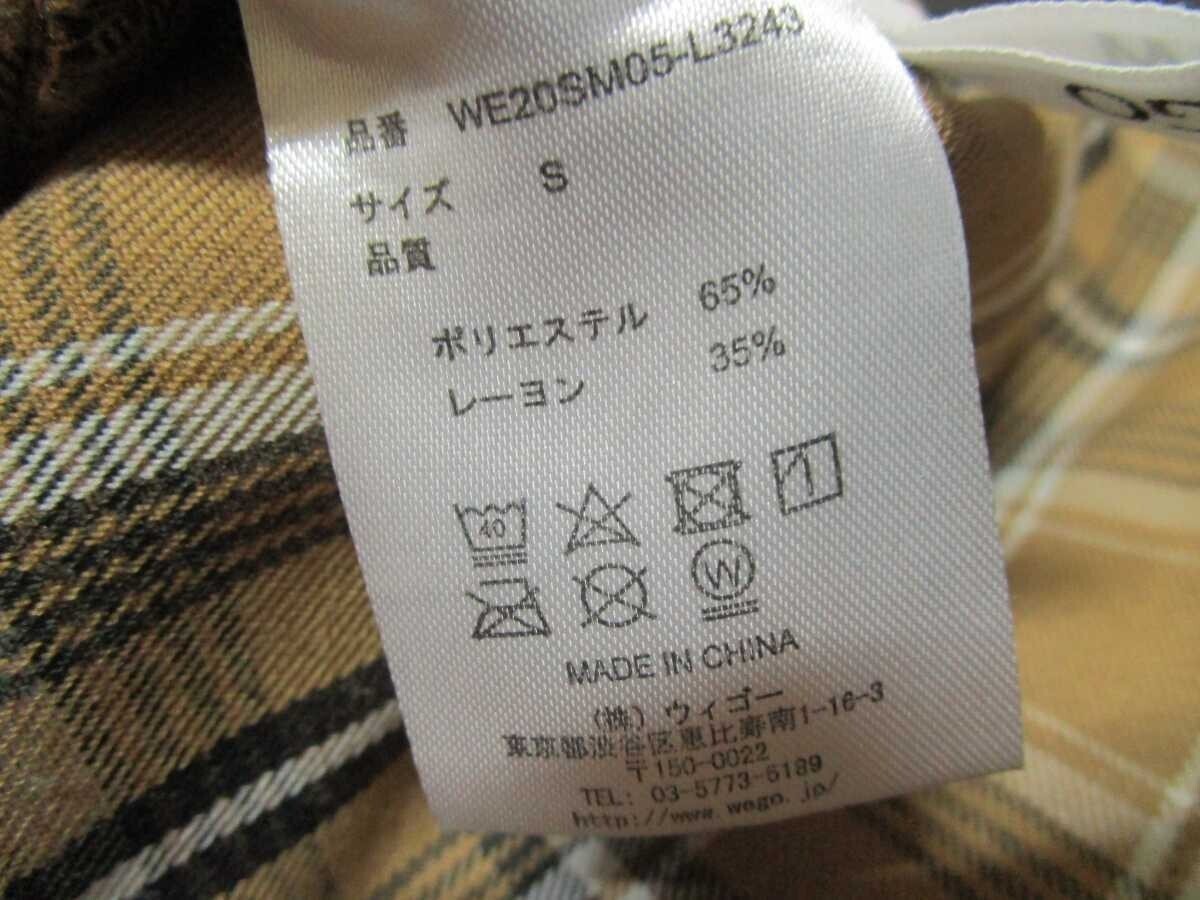 品番 WE20SM05-L3243
サイズ S
品質
ポリエステル 65%
レーヨン 35%
40
1
W
MADE IN CHINA
(株) ウィゴー
東京都渋谷区恵比寿南1-16-3
〒150-0022
TEL: 03-5773-6189
http://www.wego.jp/